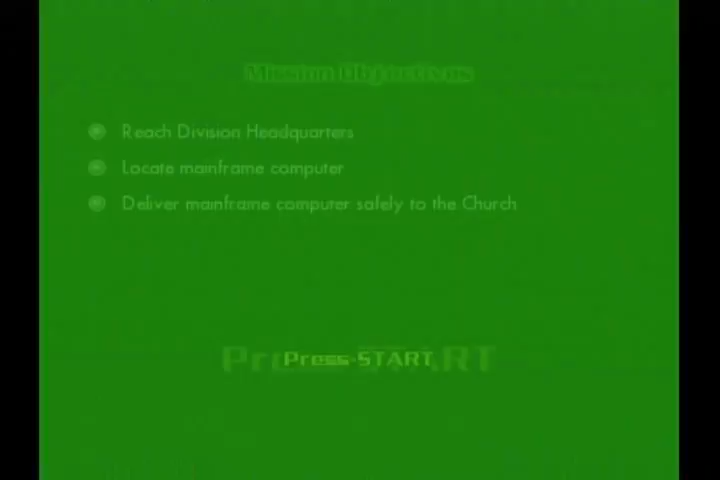 Mission Objectives
Reach Division Headquarters
Locate mainframe computer
Deliver mainframe computer safely to the Church
Press START